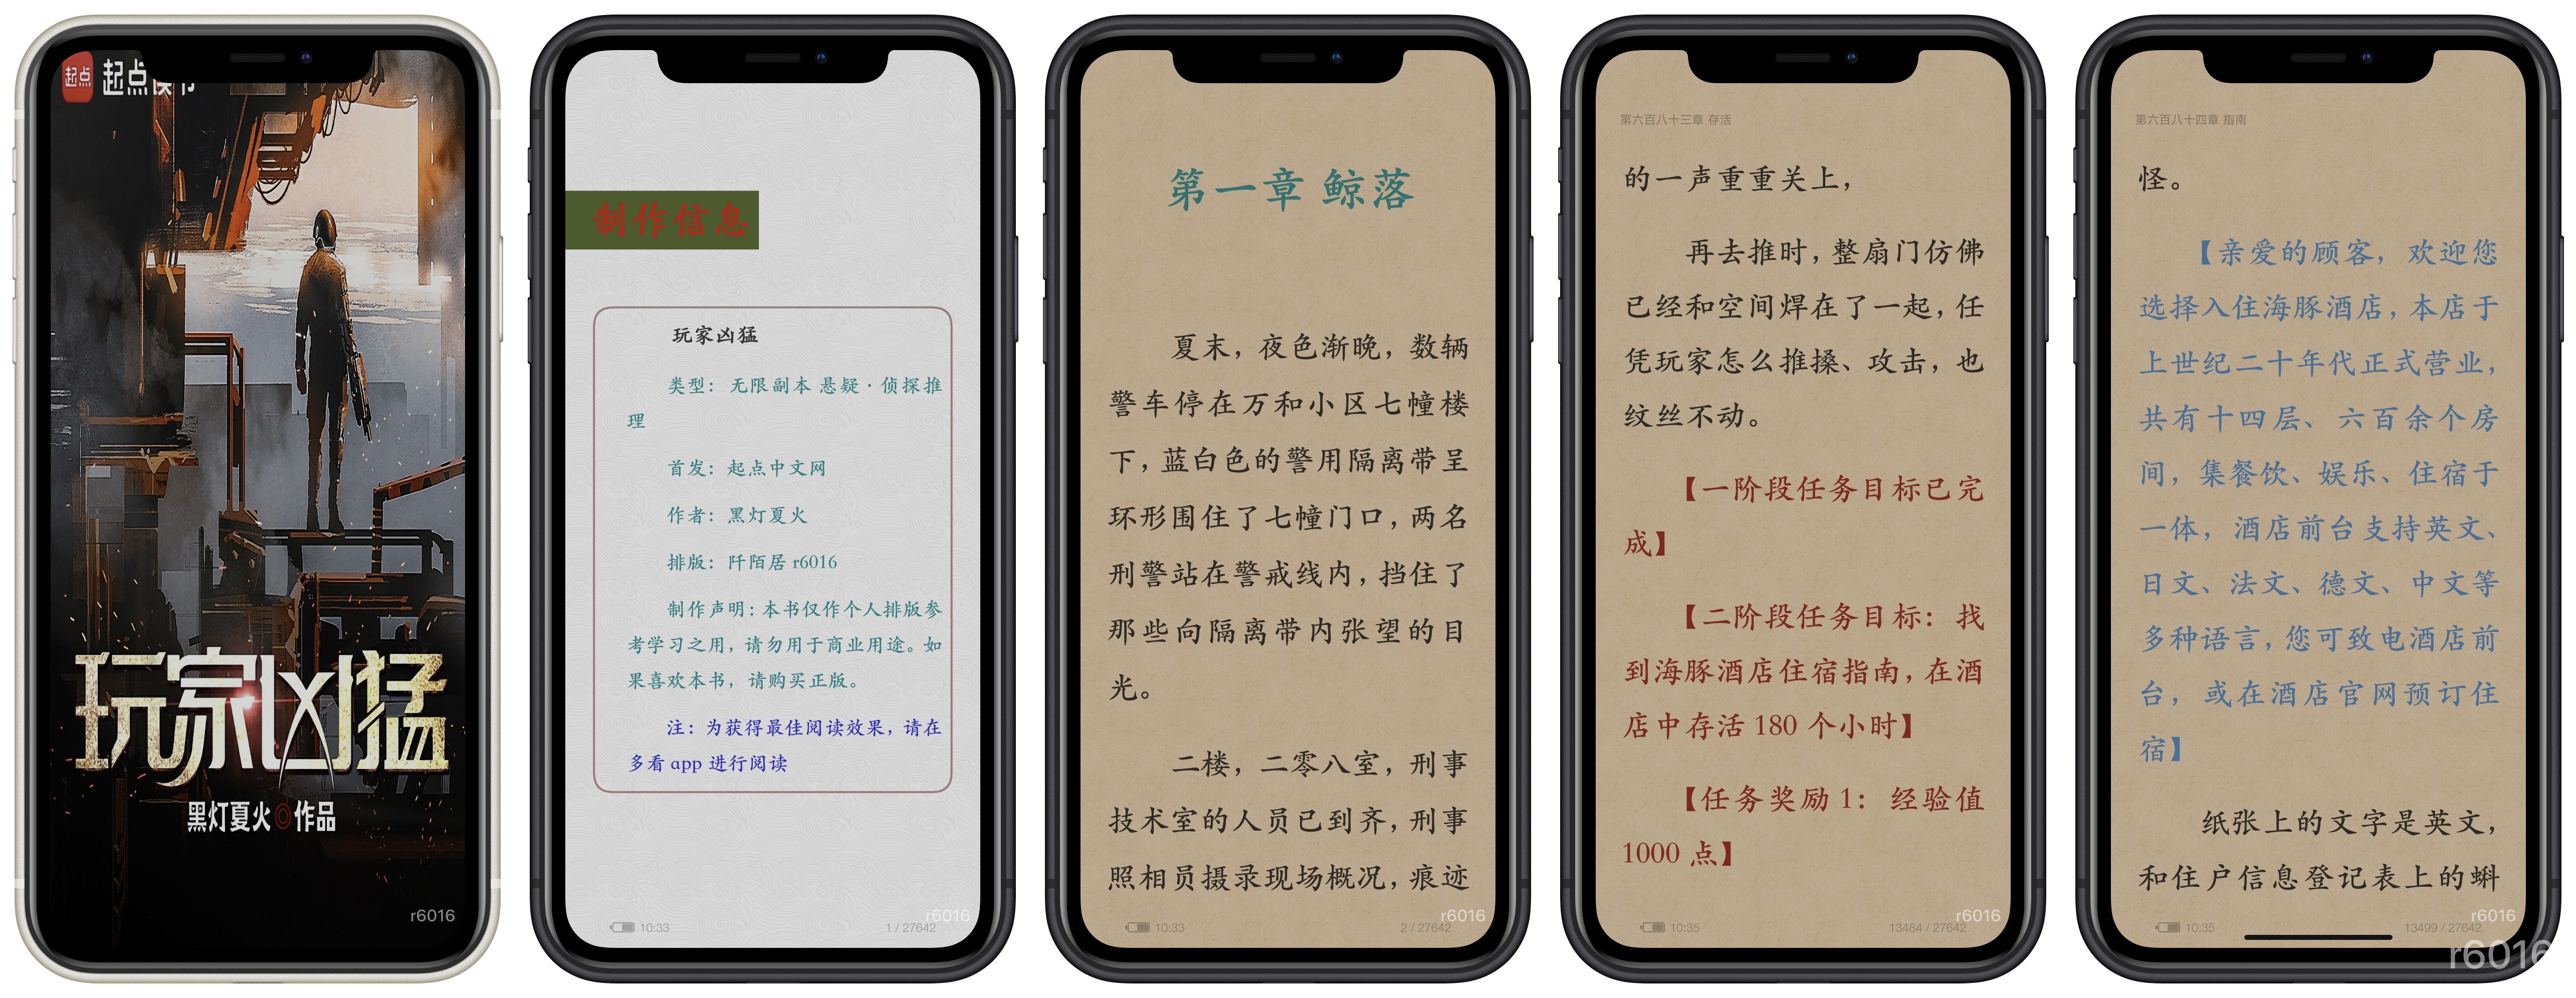 起点
起点读书
玩家凶猛
黑灯夏火 作品
r6016
制作信息
玩家凶猛
类型：无限副本 悬疑·侦探推
理
首发：起点中文网
作者：黑灯夏火
排版：阡陌居 r6016
制作声明：本书仅作个人排版参
考学习之用，请勿用于商业用途。如
果喜欢本书，请购买正版。
注：为获得最佳阅读效果，请在
多看 app 进行阅读
r6016
10:33
1 / 27642
第一章 鲸落
夏末，夜色渐晚，数辆
警车停在万和小区七幢楼
下，蓝白色的警用隔离带呈
环形围住了七幢门口，两名
刑警站在警戒线内，挡住了
那些向隔离带内张望的目
光。
二楼，二零八室，刑事
技术室的人员已到齐，刑事
照相员摄录现场概况，痕迹
r6016
10:33
2 / 27642
第六百八十三章 存活
的一声重重关上，
再去推时，整扇门仿佛
已经和空间焊在了一起，任
凭玩家怎么推搡、攻击，也
纹丝不动。
【一阶段任务目标已完
成】
【二阶段任务目标：找
到海豚酒店住宿指南，在酒
店中存活 180 个小时】
【任务奖励 1：经验值
1000 点】
r6016
10:35
13484 / 27642
第六百八十四章 指南
怪。
【亲爱的顾客，欢迎您
选择入住海豚酒店，本店于
上世纪二十年代正式营业，
共有十四层、六百余个房
间，集餐饮、娱乐、住宿于
一体，酒店前台支持英文、
日文、法文、德文、中文等
多种语言，您可致电酒店前
台，或在酒店官网预订住
宿】
纸张上的文字是英文，
和住户信息登记表上的蝌
r6016
10:35
13499 / 27642
r6016